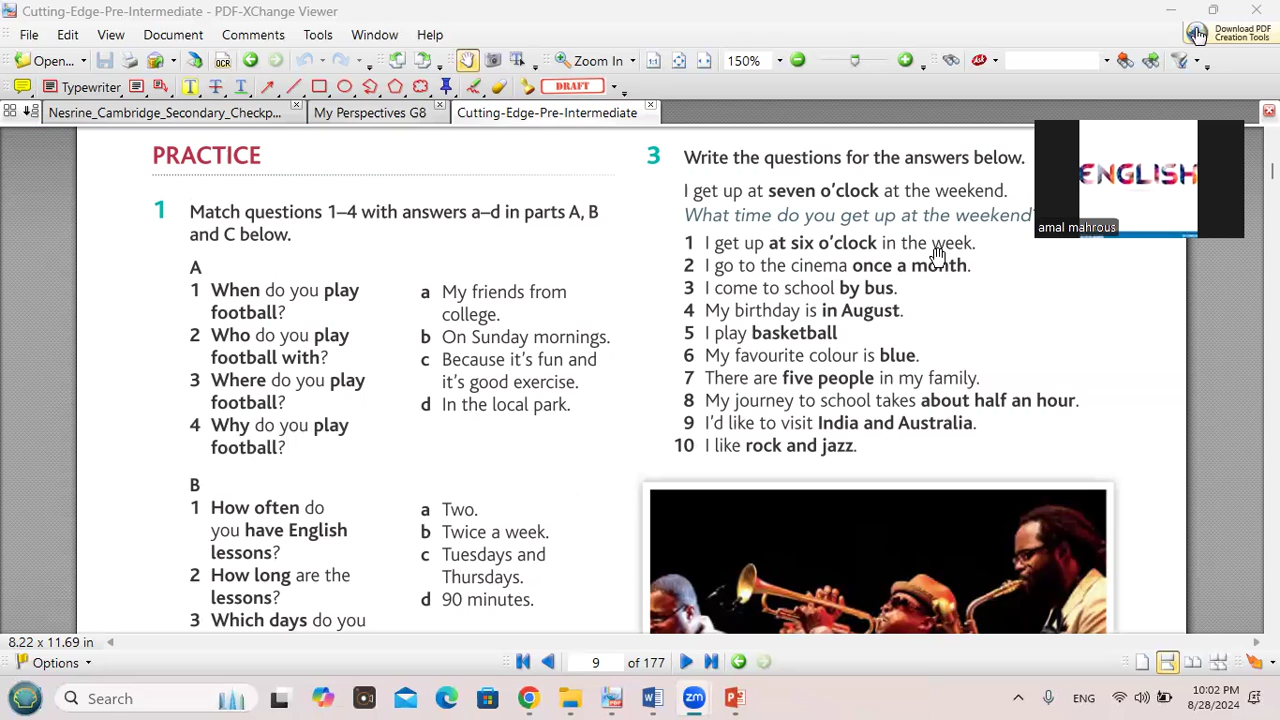 Cutting-Edge-Pre-Intermediate - PDF-XChange Viewer
File Edit View Document Comments Tools Window Help
Download PDF
Creation Tools
Open... OCR Zoom In 150%
Typewriter DRAFT
Nesrine_Cambridge_Secondary_Checkp... My Perspectives G8 Cutting-Edge-Pre-Intermediate
PRACTICE
1 Match questions 1–4 with answers a–d in parts A, B
and C below.
A
1 When do you play
football?
2 Who do you play
football with?
3 Where do you play
football?
4 Why do you play
football?
a My friends from
college.
b On Sunday mornings.
c Because it's fun and
it's good exercise.
d In the local park.
B
1 How often do
you have English
lessons?
2 How long are the
lessons?
3 Which days do you
a Two.
b Twice a week.
c Tuesdays and
Thursdays.
d 90 minutes.
3 Write the questions for the answers below.
I get up at seven o'clock at the weekend.
What time do you get up at the weekend?
1 I get up at six o'clock in the week.
2 I go to the cinema once a month.
3 I come to school by bus.
4 My birthday is in August.
5 I play basketball
6 My favourite colour is blue.
7 There are five people in my family.
8 My journey to school takes about half an hour.
9 I'd like to visit India and Australia.
10 I like rock and jazz.
ENGLISH
amal mahrous
8.22 x 11.69 in
Options 9 of 177
Search
zm
ENG
10:02 PM
8/28/2024